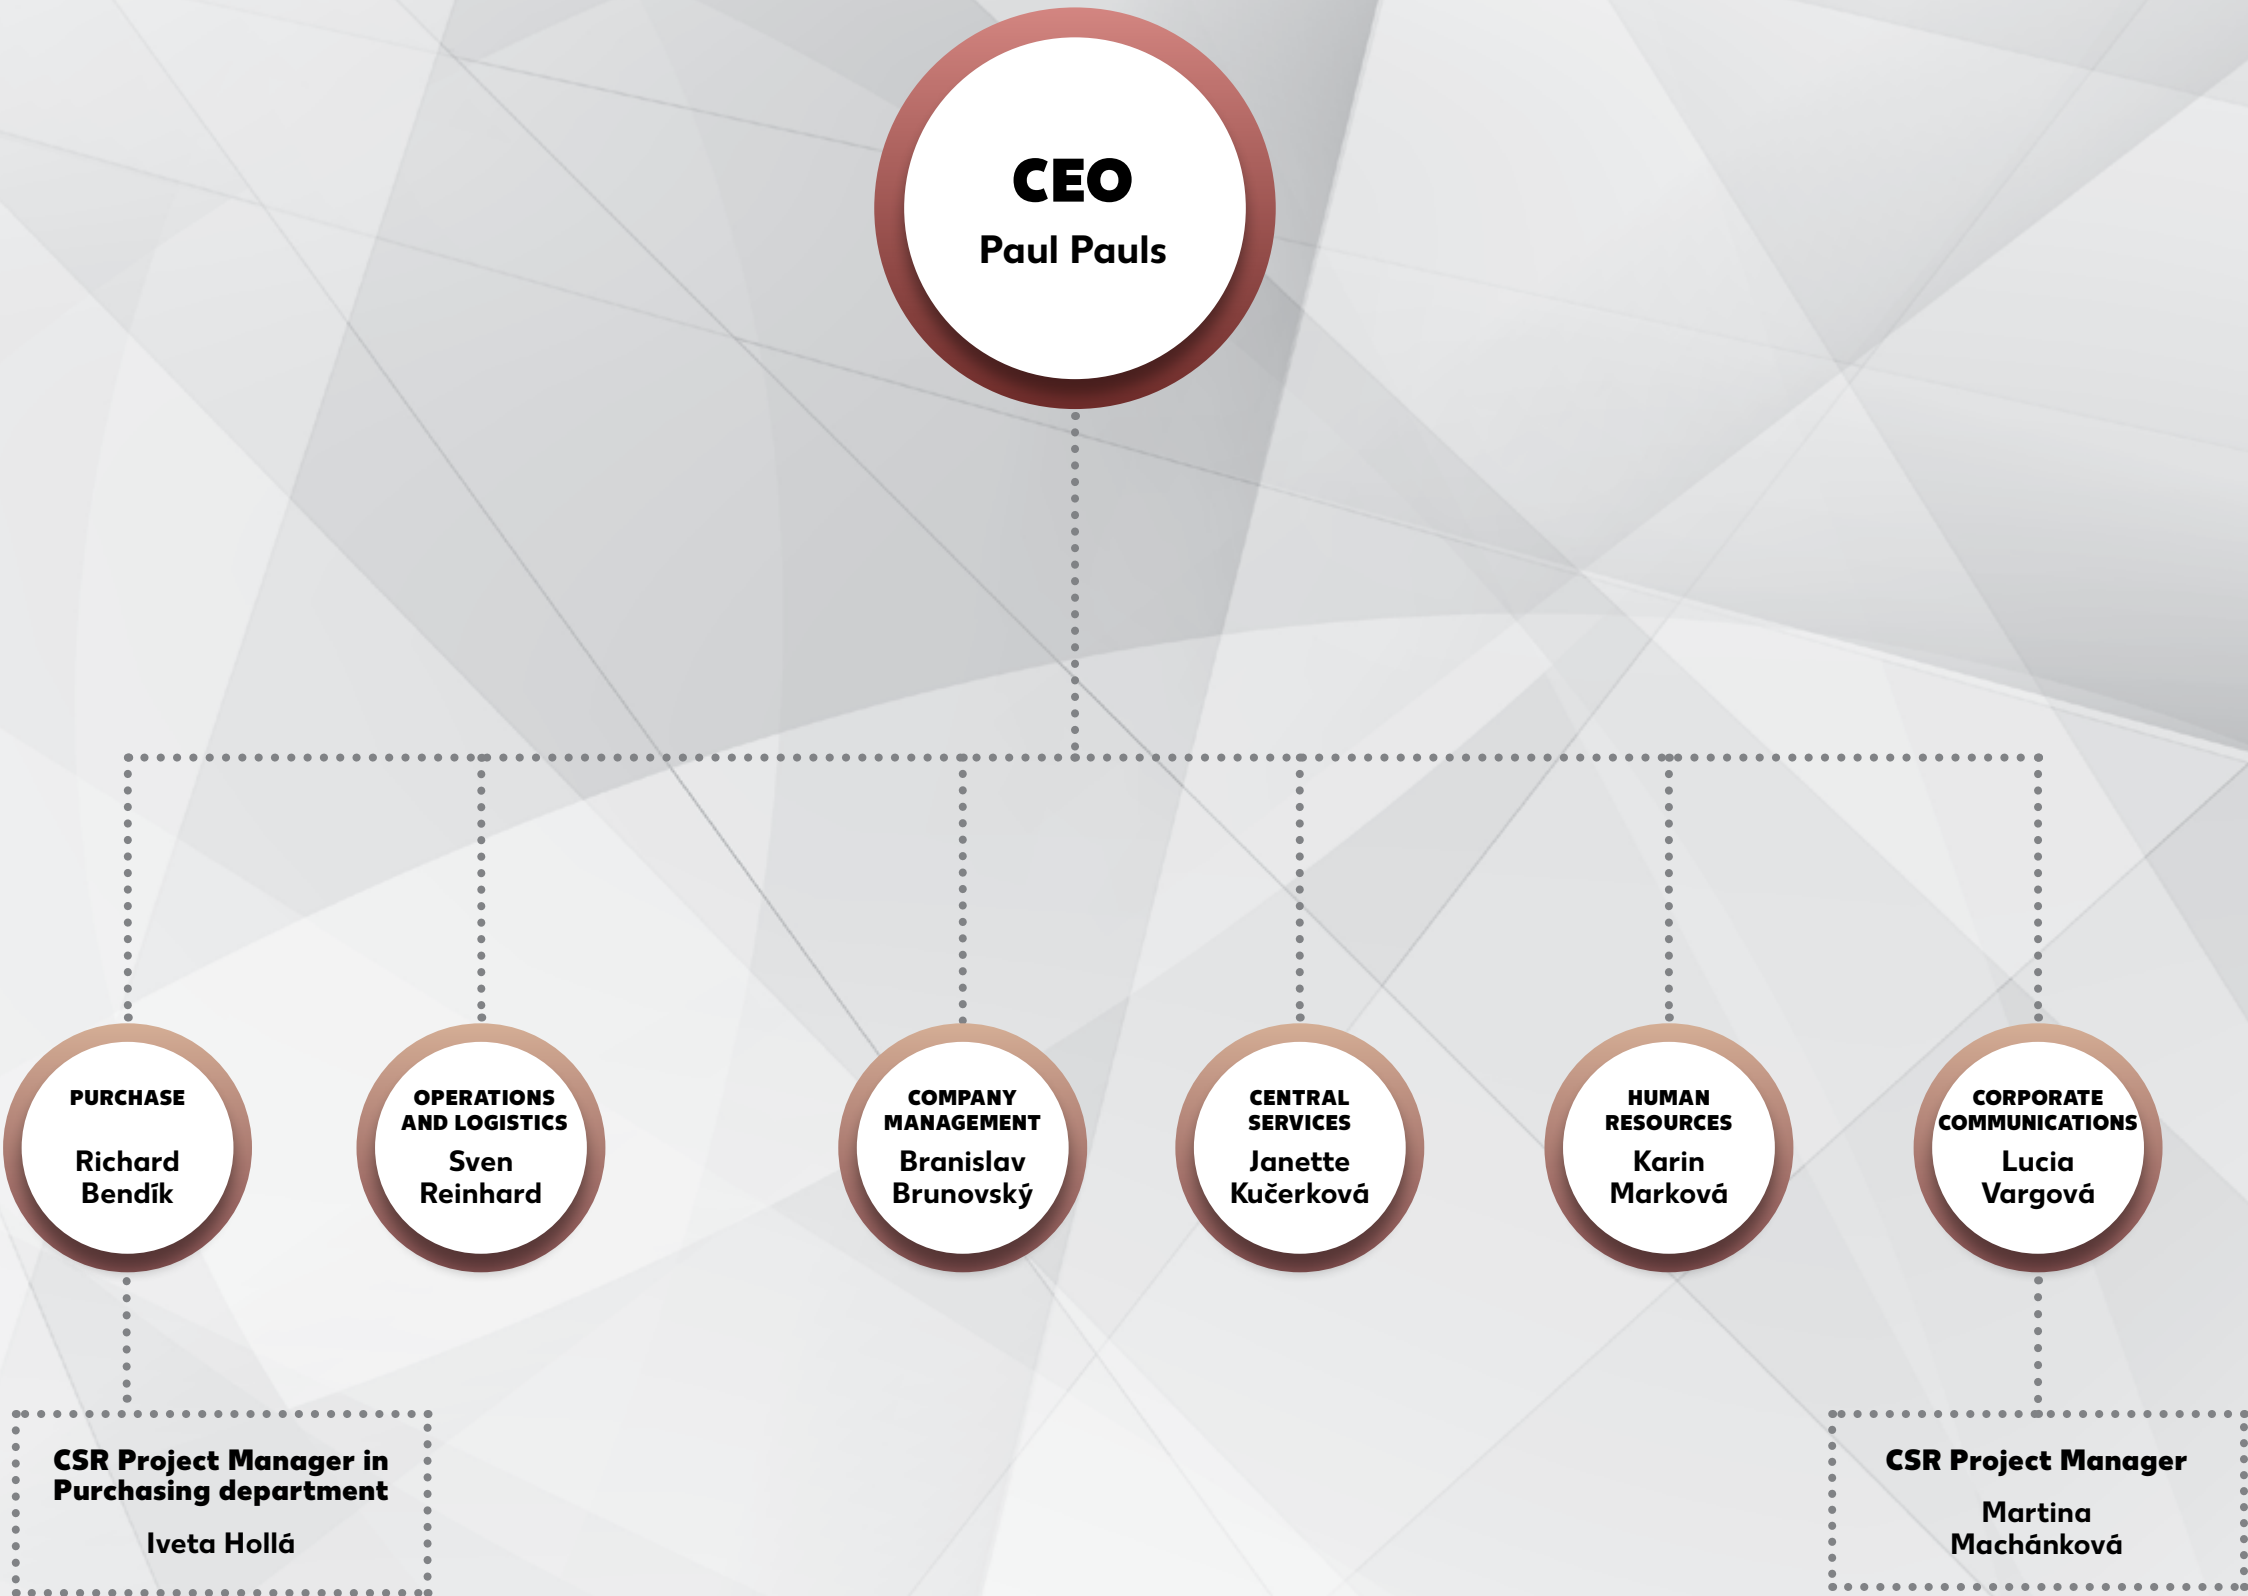 CEO
Paul Pauls
PURCHASE
Richard
Bendík
OPERATIONS
AND LOGISTICS
Sven
Reinhard
COMPANY
MANAGEMENT
Branislav
Brunovský
CENTRAL
SERVICES
Janette
Kučerková
HUMAN
RESOURCES
Karin
Marková
CORPORATE
COMMUNICATIONS
Lucia
Vargová
CSR Project Manager in
Purchasing department
Iveta Hollá
CSR Project Manager
Martina
Machánková